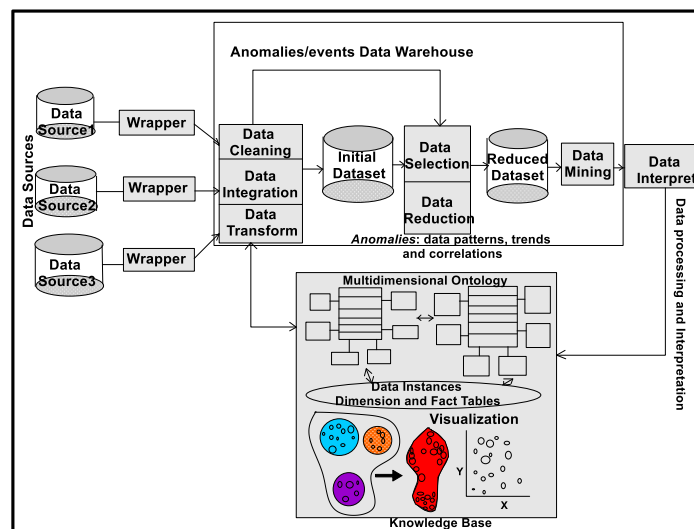 Anomalies/events Data Warehouse
Data Sources
Data
Source1
Wrapper
Data
Source2
Wrapper
Data
Source3
Wrapper
Data
Cleaning
Data
Integration
Data
Transform
Initial
Dataset
Data
Selection
Data
Reduction
Reduced
Dataset
Data
Mining
Data
Interpret
Anomalies: data patterns, trends
and correlations
Data processing and Interpretation
Multidimensional Ontology
Data Instances
Dimension and Fact Tables
Visualization
Y
X
Knowledge Base